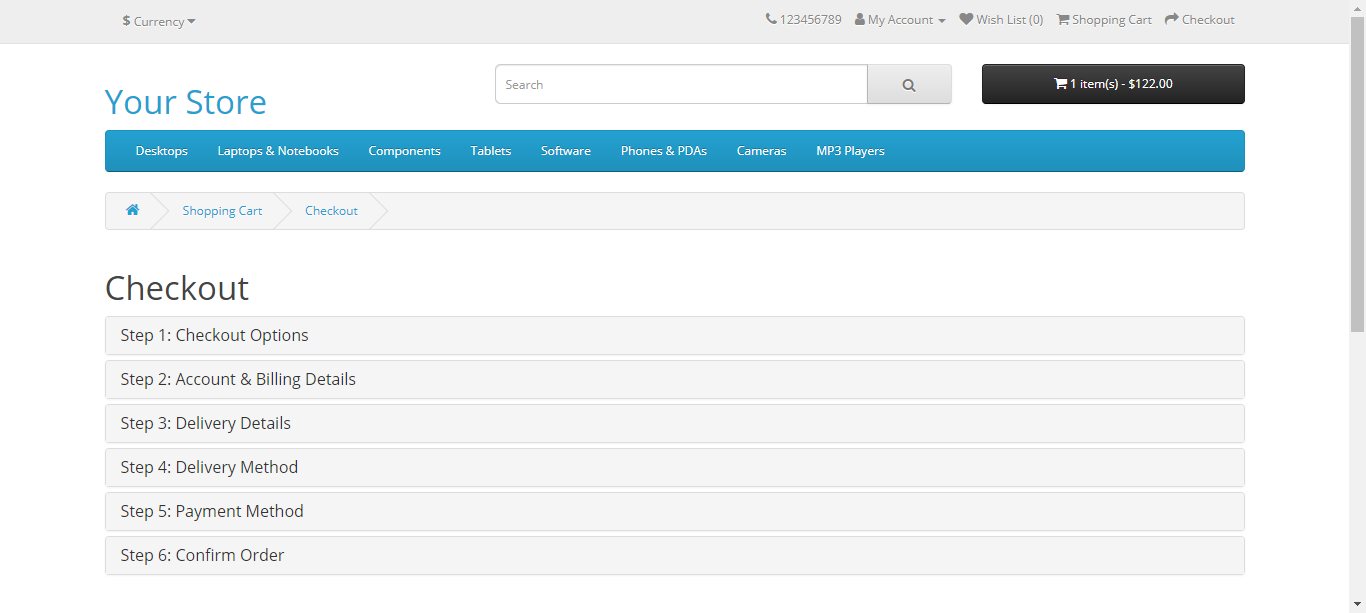 $ Currency
123456789 My Account Wish List (0) Shopping Cart Checkout
Your Store
Search
1 item(s) - $122.00
Desktops Laptops & Notebooks Components Tablets Software Phones & PDAs Cameras MP3 Players
Shopping Cart Checkout
Checkout
Step 1: Checkout Options
Step 2: Account & Billing Details
Step 3: Delivery Details
Step 4: Delivery Method
Step 5: Payment Method
Step 6: Confirm Order